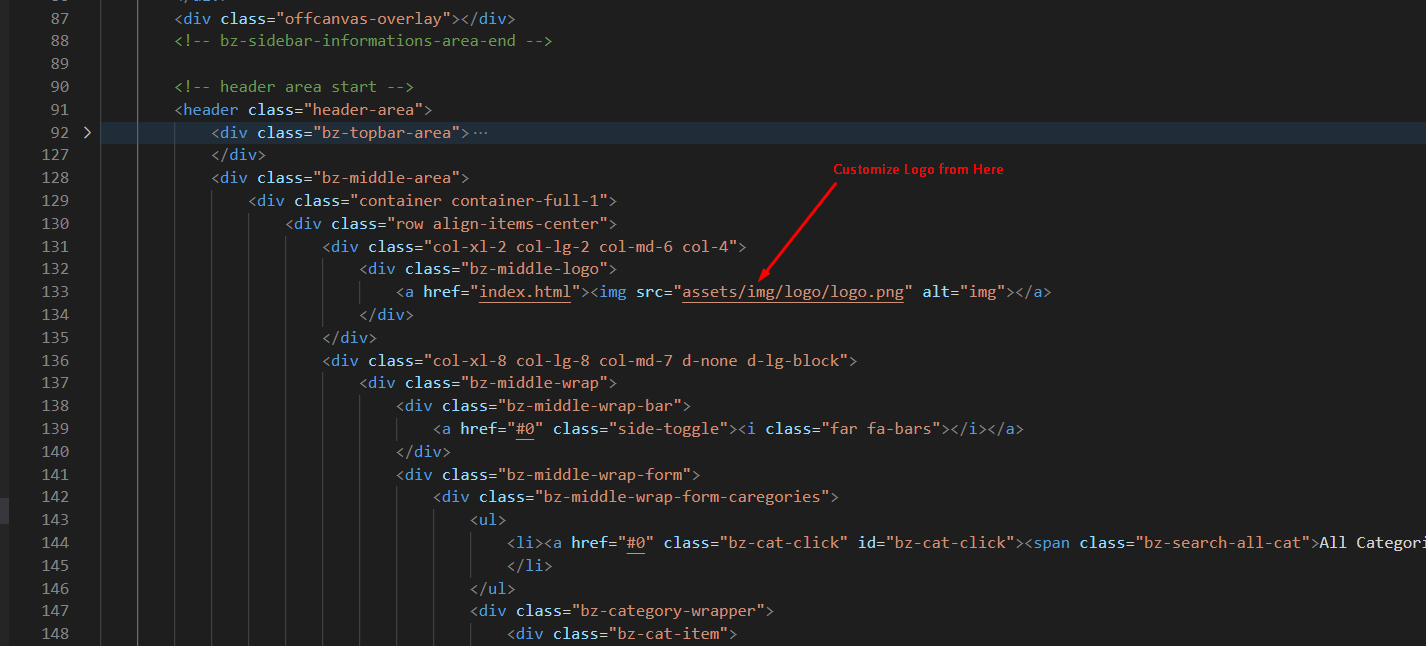 87 <div class="offcanvas-overlay"></div>
88 <!-- bz-sidebar-informations-area-end -->
89
90 <!-- header area start -->
91 <header class="header-area">
92 <div class="bz-topbar-area">···
127 </div>
Customize Logo from Here
128 <div class="bz-middle-area">
129 <div class="container container-full-1">
130 <div class="row align-items-center">
131 <div class="col-xl-2 col-lg-2 col-md-6 col-4">
132 <div class="bz-middle-logo">
133 <a href="index.html"><img src="assets/img/logo/logo.png" alt="img"></a>
134 </div>
135 </div>
136 <div class="col-xl-8 col-lg-8 col-md-7 d-none d-lg-block">
137 <div class="bz-middle-wrap">
138 <div class="bz-middle-wrap-bar">
139 <a href="#0" class="side-toggle"><i class="far fa-bars"></i></a>
140 </div>
141 <div class="bz-middle-wrap-form">
142 <div class="bz-middle-wrap-form-caregories">
143 <ul>
144 <li><a href="#0" class="bz-cat-click" id="bz-cat-click"><span class="bz-search-all-cat">All Categori
145 </li>
146 </ul>
147 <div class="bz-category-wrapper">
148 <div class="bz-cat-item">